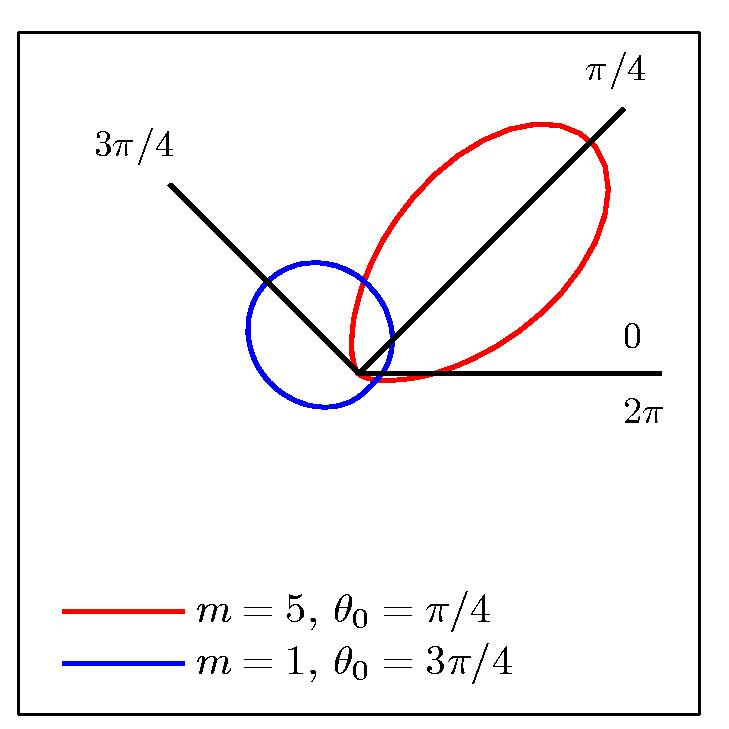 π/4
3π/4
0
2π
m = 5, θ₀ = π/4
m = 1, θ₀ = 3π/4